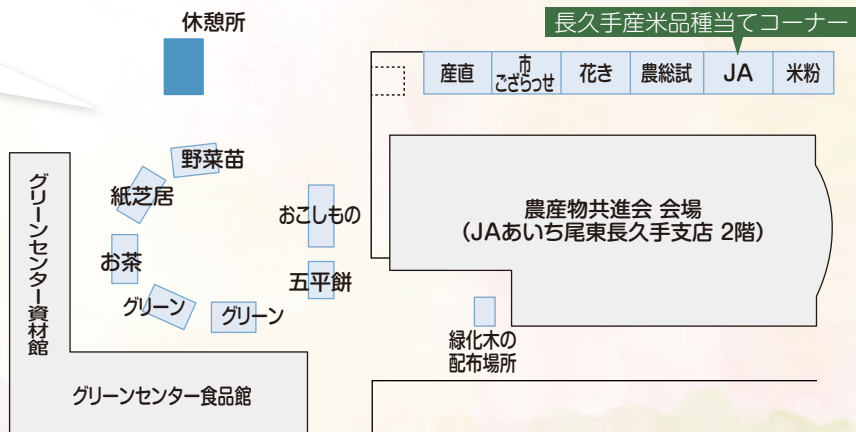 休憩所
長久手産米品種当てコーナー
産直
市
ござらっせ
花き
農総試
JA
米粉
野菜苗
紙芝居
おこしもの
お茶
五平餅
グリーン
グリーン
農産物共進会 会場
(JAあいち尾東長久手支店 2階)
緑化木の
配布場所
グリーンセンター資材館
グリーンセンター食品館